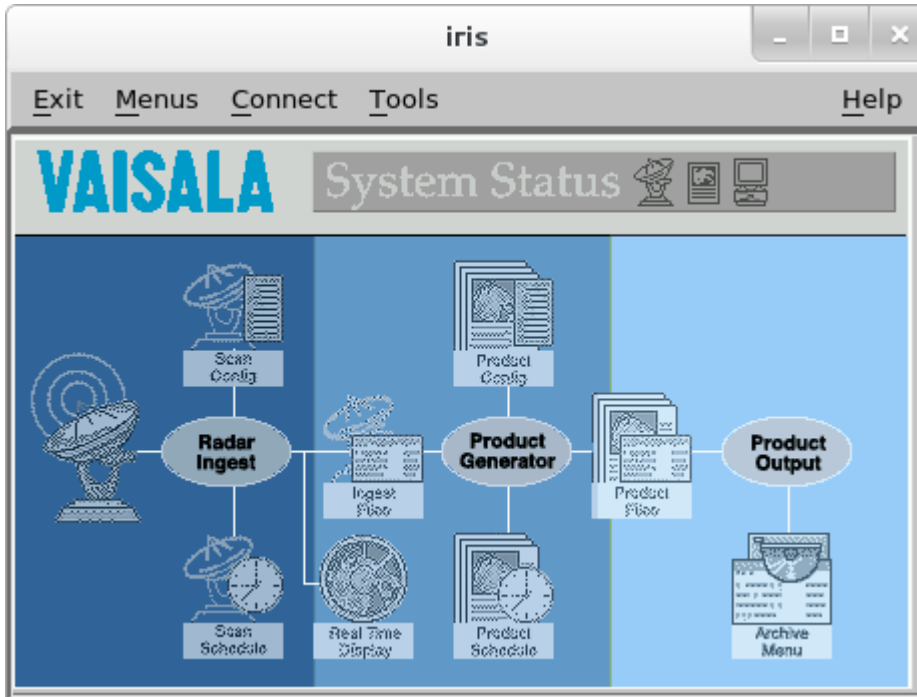 iris
Exit Menus Connect Tools Help
VAISALA System Status
Scan
Config
Product
Config
Radar
Ingest
Ingest
Files
Product
Generator
Product
Files
Product
Output
Scan
Schedule
Real Time
Display
Product
Schedule
Archive
Menu